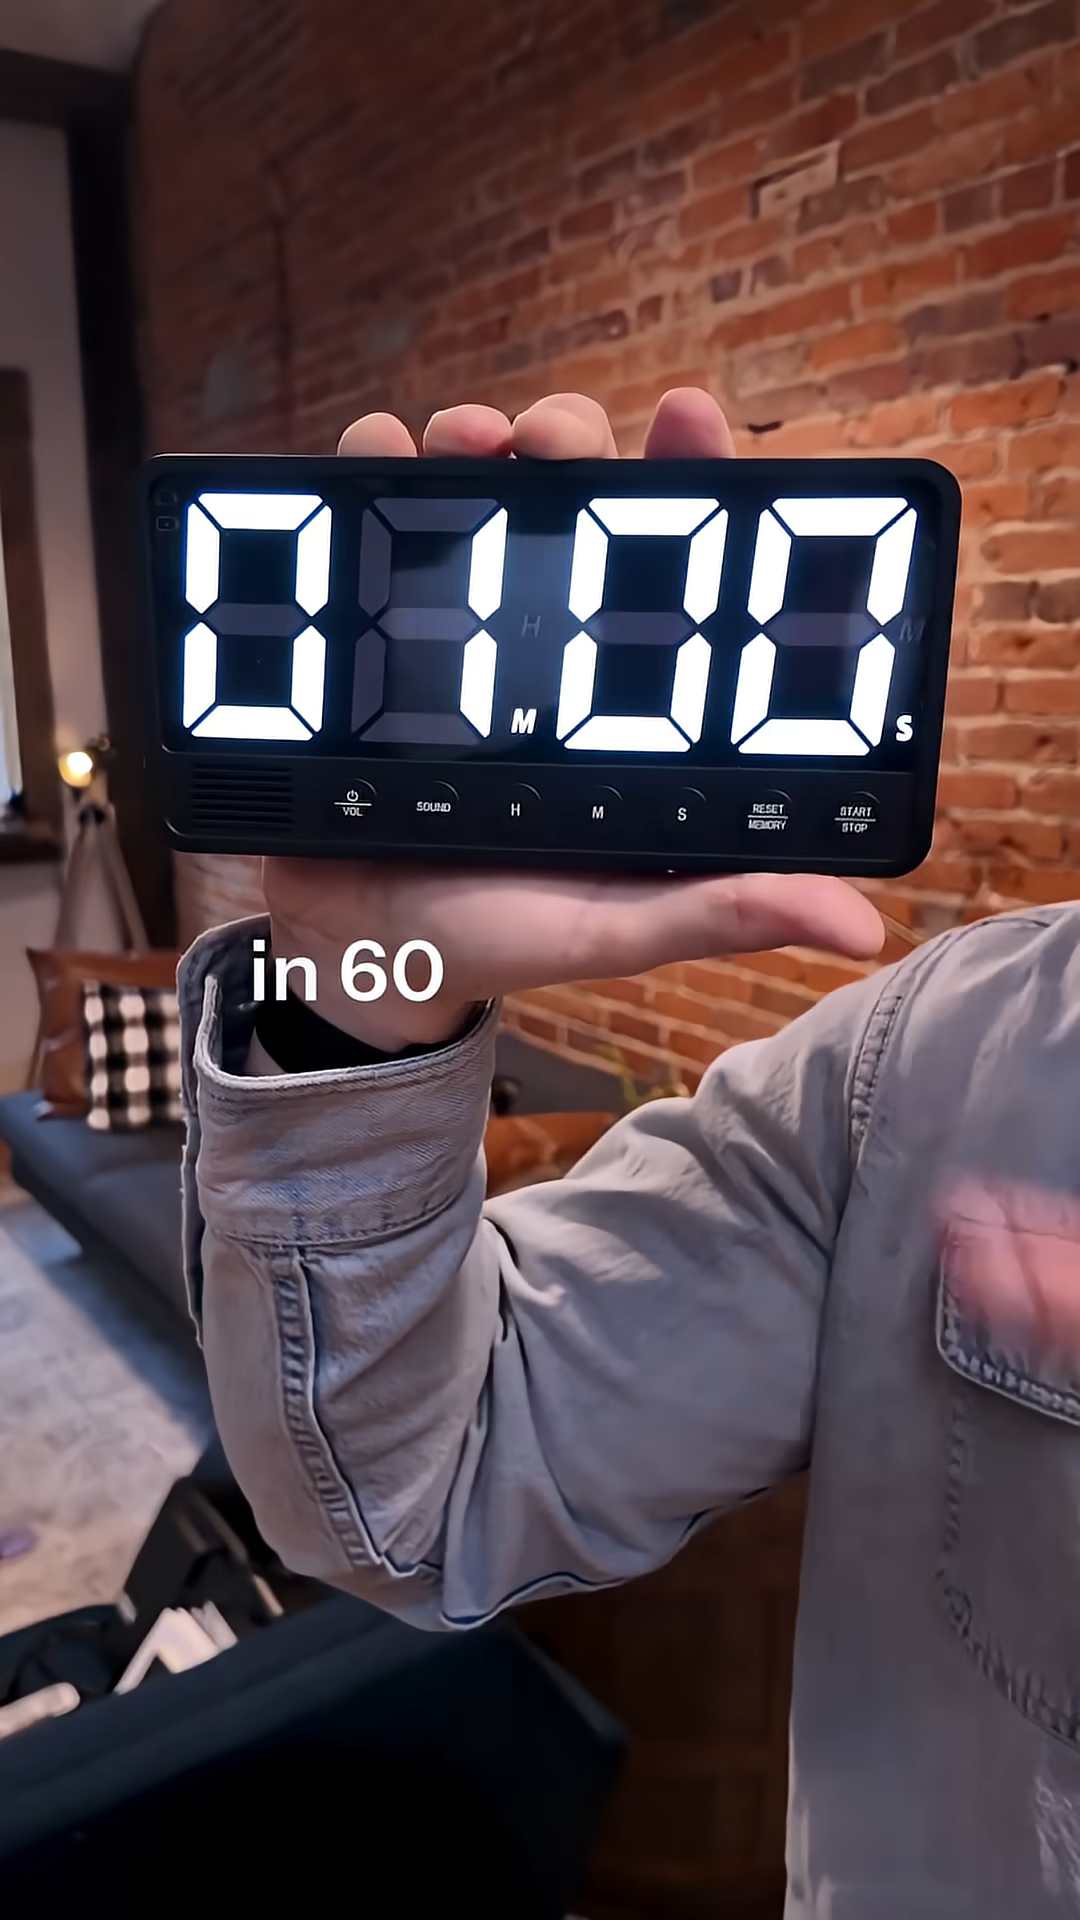 01 M 00 S
H M
VOL SOUND H M S RESET START
MEMORY STOP
in 60